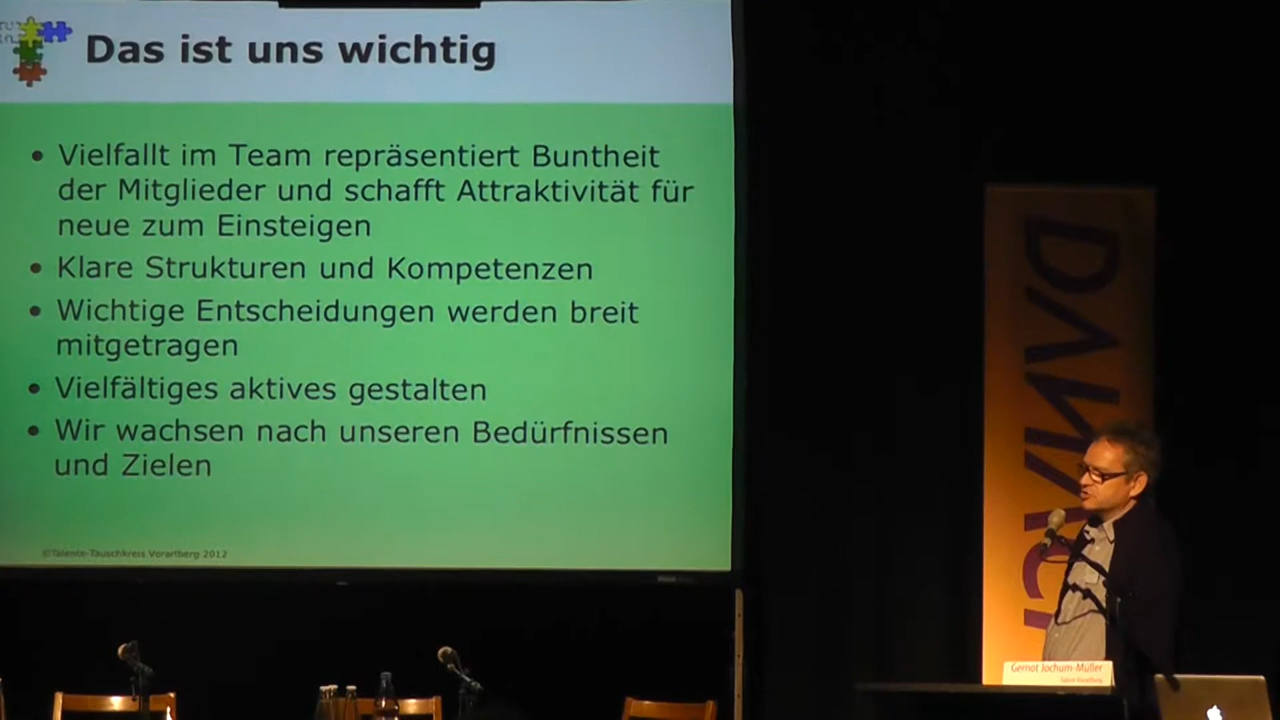 Das ist uns wichtig
• Vielfallt im Team repräsentiert Buntheit
der Mitglieder und schafft Attraktivität für
neue zum Einsteigen
• Klare Strukturen und Kompetenzen
• Wichtige Entscheidungen werden breit
mitgetragen
• Vielfältiges aktives gestalten
• Wir wachsen nach unseren Bedürfnissen
und Zielen
©Talente-Tauschkreis Vorarlberg 2012
Gernot Jochum-Müller